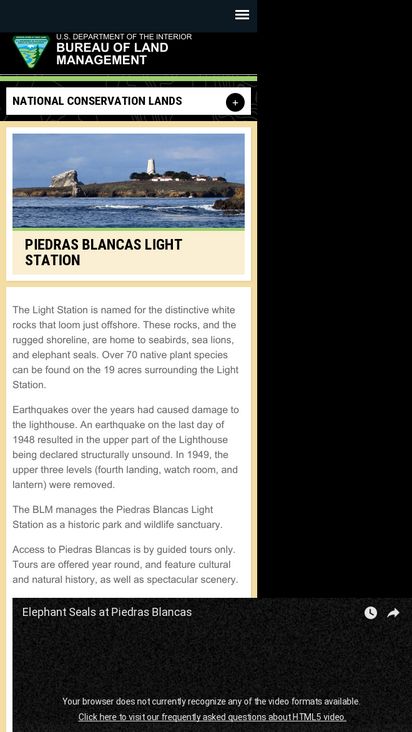 U.S. DEPARTMENT OF THE INTERIOR
BUREAU OF LAND
MANAGEMENT
NATIONAL CONSERVATION LANDS
+
PIEDRAS BLANCAS LIGHT
STATION
The Light Station is named for the distinctive white
rocks that loom just offshore. These rocks, and the
rugged shoreline, are home to seabirds, sea lions,
and elephant seals. Over 70 native plant species
can be found on the 19 acres surrounding the Light
Station.
Earthquakes over the years had caused damage to
the lighthouse. An earthquake on the last day of
1948 resulted in the upper part of the Lighthouse
being declared structurally unsound. In 1949, the
upper three levels (fourth landing, watch room, and
lantern) were removed.
The BLM manages the Piedras Blancas Light
Station as a historic park and wildlife sanctuary.
Access to Piedras Blancas is by guided tours only.
Tours are offered year round, and feature cultural
and natural history, as well as spectacular scenery.
Elephant Seals at Piedras Blancas
Your browser does not currently recognize any of the video formats available.
Click here to visit our frequently asked questions about HTML5 video.